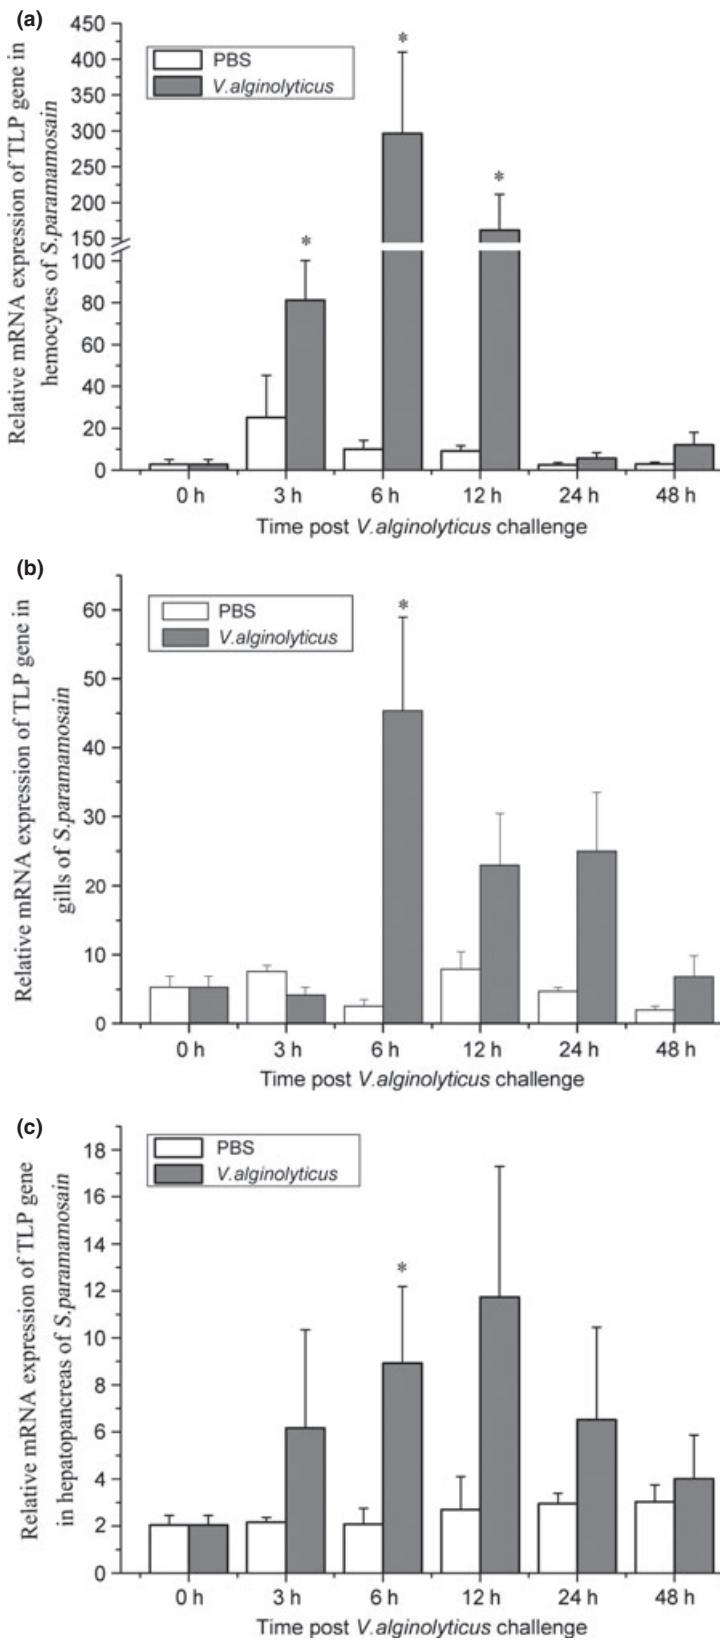 (a)
Relative mRNA expression of TLP gene in
hemocytes of S.paramamosain
450
400
350
300
250
200
150
100
80
60
40
20
0
PBS
V.alginolyticus
*
*
*
0 h 3 h 6 h 12 h 24 h 48 h
Time post V.alginolyticus challenge
(b)
Relative mRNA expression of TLP gene in
gills of S.paramamosain
60
50
40
30
20
10
0
PBS
V.alginolyticus
*
0 h 3 h 6 h 12 h 24 h 48 h
Time post V.alginolyticus challenge
(c)
Relative mRNA expression of TLP gene
in hepatopancreas of S.paramamosain
18
16
14
12
10
8
6
4
2
0
PBS
V.alginolyticus
*
0 h 3 h 6 h 12 h 24 h 48 h
Time post V.alginolyticus challenge